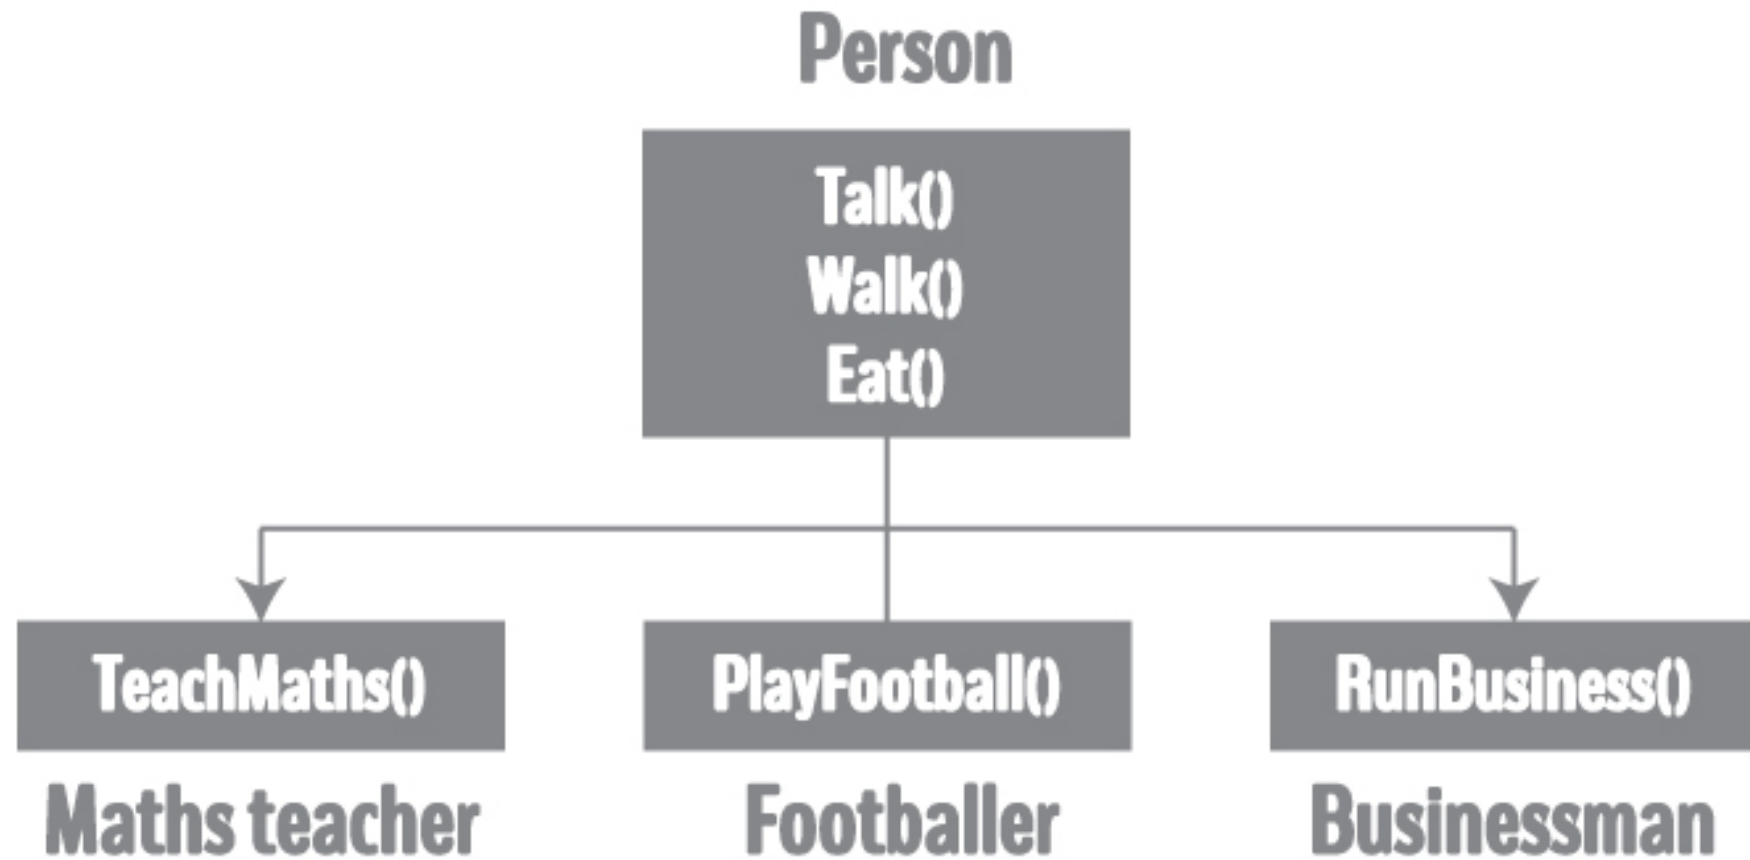 Person
Talk()
Walk()
Eat()
TeachMaths()
PlayFootball()
RunBusiness()
Maths teacher
Footballer
Businessman